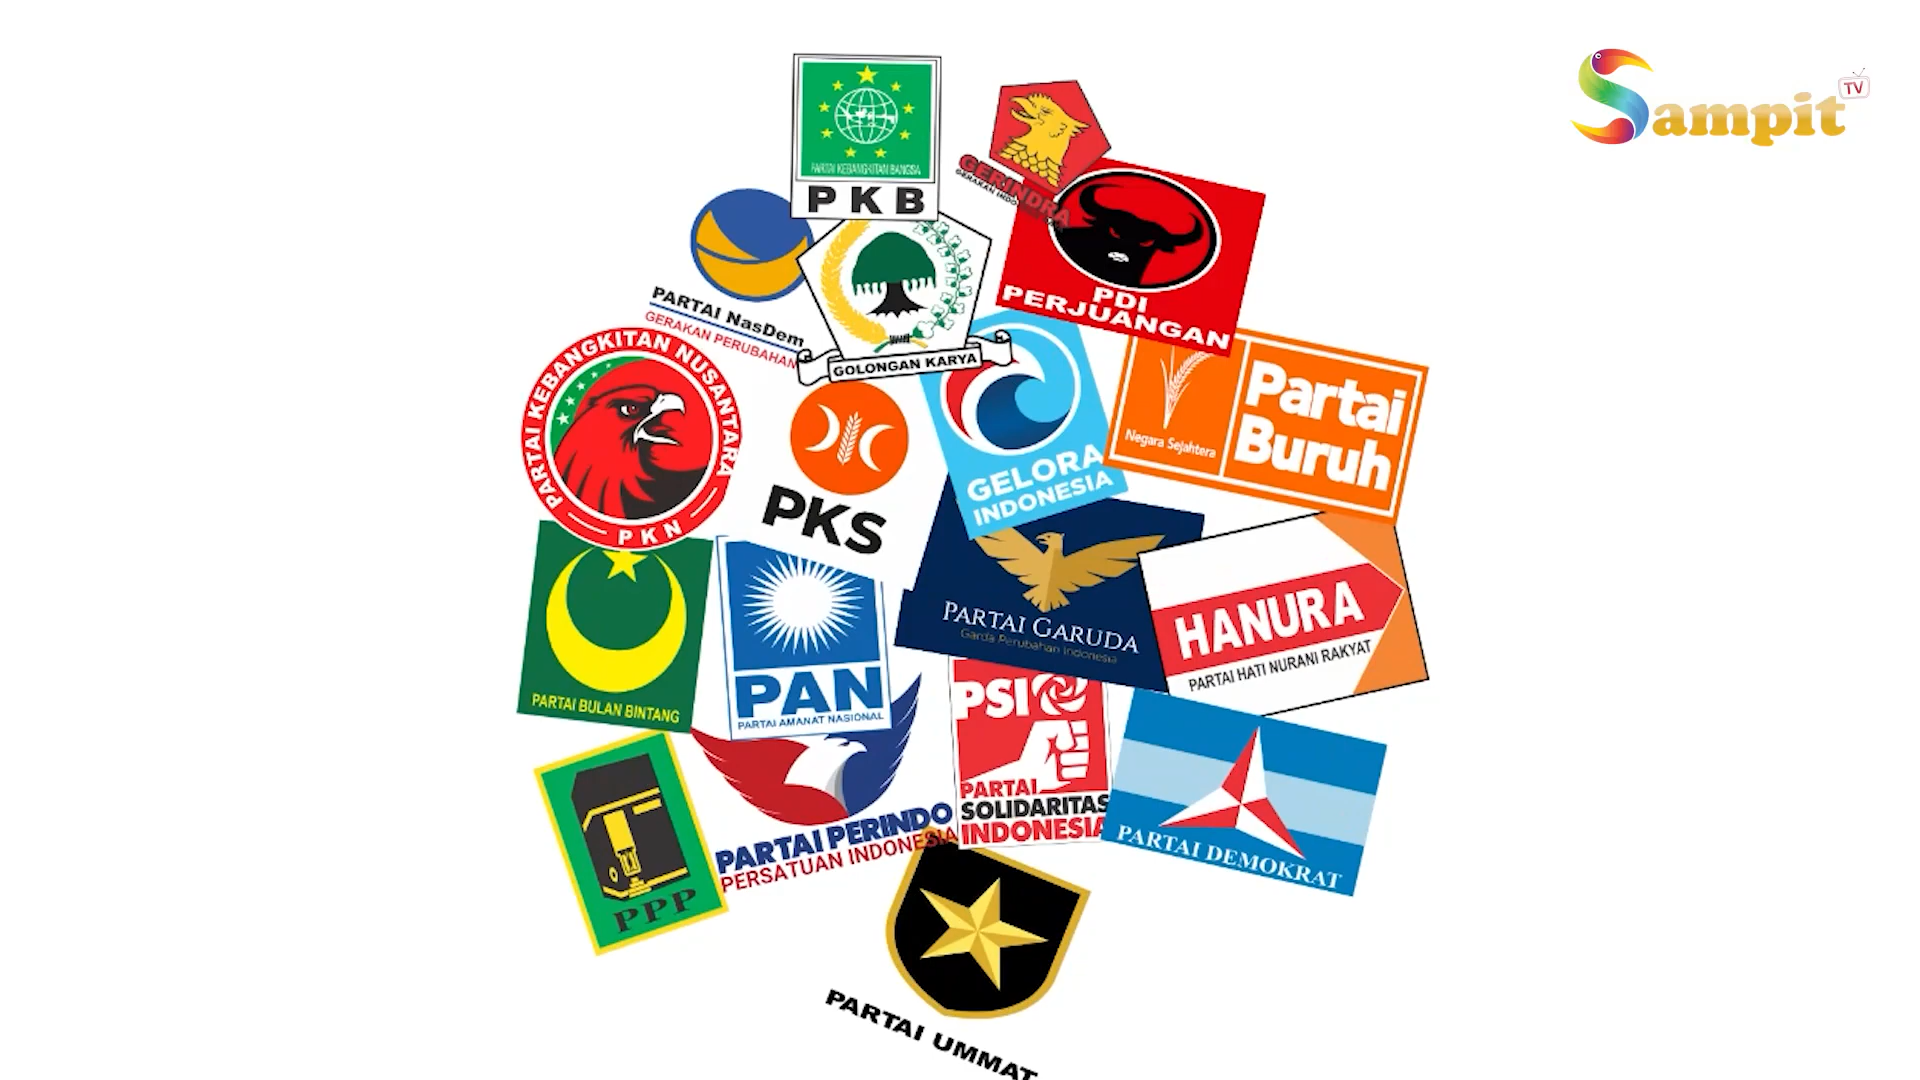 Sampit TV
PARTAI KEBANGKITAN BANGSA
PKB
GERINDRA
PDI
PERJUANGAN
PARTAI NasDem
GERAKAN PERUBAHAN
GOLONGAN KARYA
PARTAI KEBANGKITAN NUSANTARA
PKN
PKS
GELORA
INDONESIA
Negara Sejahtera
Partai
Buruh
PARTAI GARUDA
Garda Perubahan Indonesia
HANURA
PARTAI HATI NURANI RAKYAT
PARTAI BULAN BINTANG
PAN
PARTAI AMANAT NASIONAL
PSI
PARTAI
SOLIDARITAS
INDONESIA
PARTAI DEMOKRAT
PPP
PARTAI PERINDO
PERSATUAN INDONESIA
PARTAI UMMAT